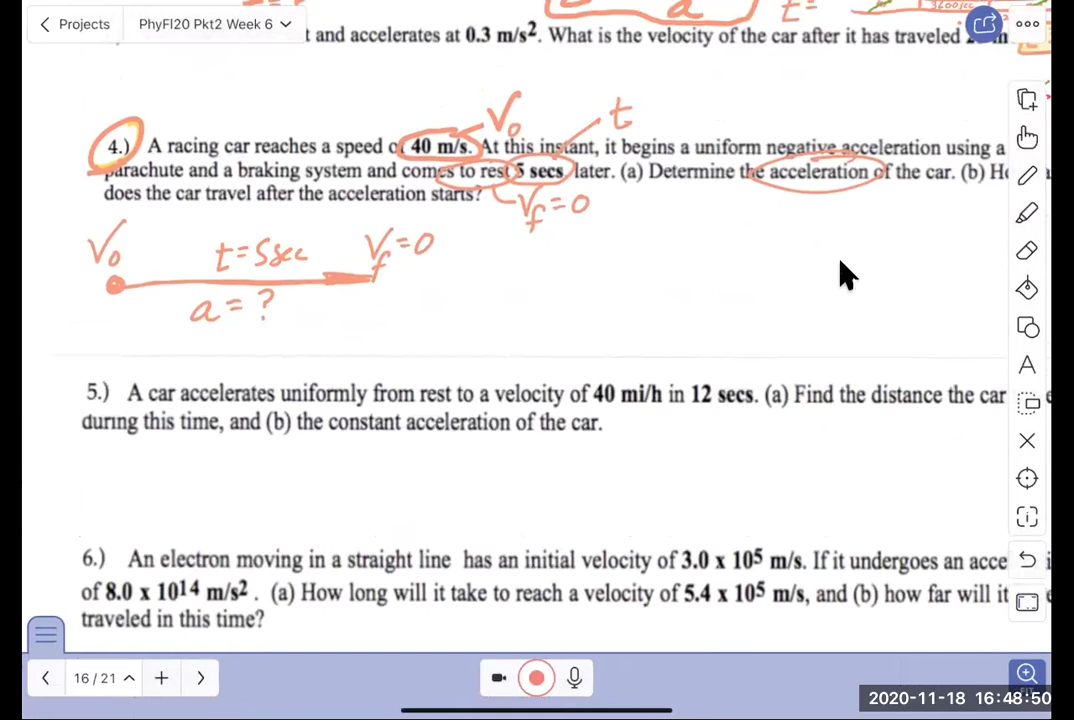 a
t=
3600sec
Projects PhyFl20 Pkt2 Week 6
t and accelerates at 0.3 m/s2. What is the velocity of the car after it has traveled
V0 t
4.) A racing car reaches a speed of 40 m/s. At this instant, it begins a uniform negative acceleration using a
parachute and a braking system and comes to rest 5 secs later. (a) Determine the acceleration of the car. (b) H
does the car travel after the acceleration starts?
Vf=0
V0 t=5sec Vf=0
a=?
5.) A car accelerates uniformly from rest to a velocity of 40 mi/h in 12 secs. (a) Find the distance the car
during this time, and (b) the constant acceleration of the car.
6.) An electron moving in a straight line has an initial velocity of 3.0 x 105 m/s. If it undergoes an acce
of 8.0 x 1014 m/s2 . (a) How long will it take to reach a velocity of 5.4 x 105 m/s, and (b) how far will it
traveled in this time?
16 / 21
2020-11-18 16:48:50